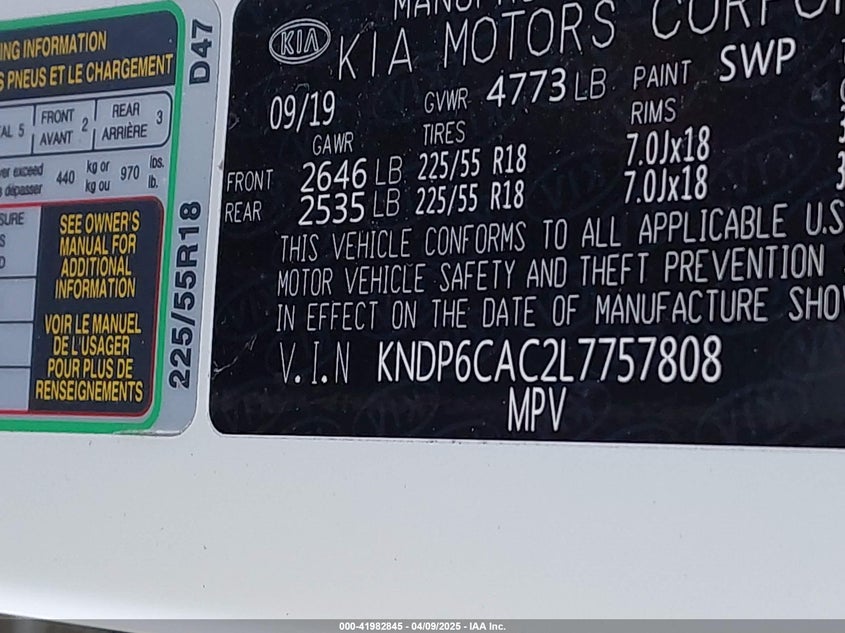 ING INFORMATION
PNEUS ET LE CHARGEMENT
5 FRONT AVANT 2 REAR ARRIÈRE 3
exceed 440 kg or kg ou 970 lbs. lb.
dépasser
SEE OWNER'S
MANUAL FOR
ADDITIONAL
INFORMATION
VOIR LE MANUEL
DE L'USAGER
POUR PLUS DE
RENSEIGNEMENTS
225/55R18 D47
KIA
KIA MOTORS
09/19 GVWR 4773 LB PAINT SWP
GAWR TIRES RIMS
FRONT 2646 LB 225/55 R18 7.0Jx18
REAR 2535 LB 225/55 R18 7.0Jx18
THIS VEHICLE CONFORMS TO ALL APPLICABLE U.S
MOTOR VEHICLE SAFETY AND THEFT PREVENTION
IN EFFECT ON THE DATE OF MANUFACTURE SHO
V.I.N KNDP6CAC2L7757808
MPV
000-41982845 - 04/09/2025 - IAA Inc.